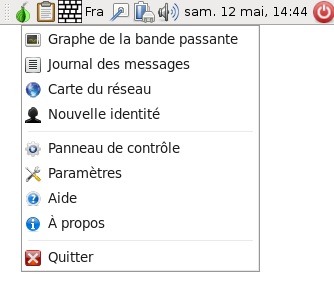 Fra sam. 12 mai, 14:44
Graphe de la bande passante
Journal des messages
Carte du réseau
Nouvelle identité
Panneau de contrôle
Paramètres
Aide
À propos
Quitter